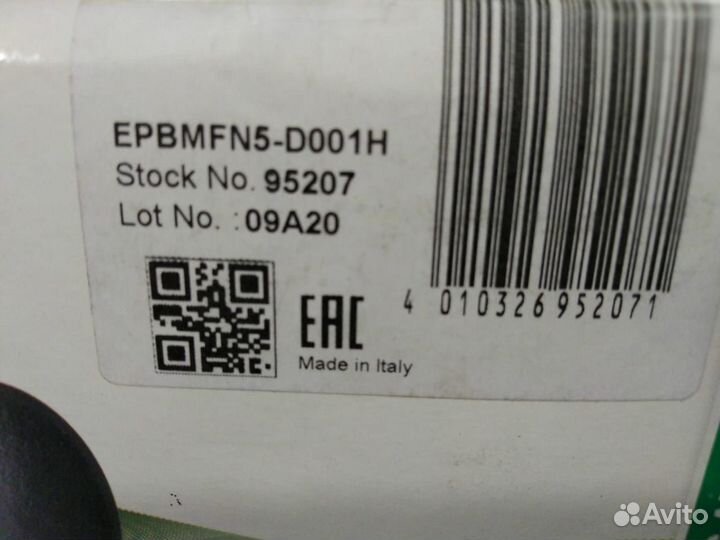 EPBMFN5-D001H
Stock No. 95207
Lot No. : 09A20
EAC
Made in Italy
4 010326 952071
Avito